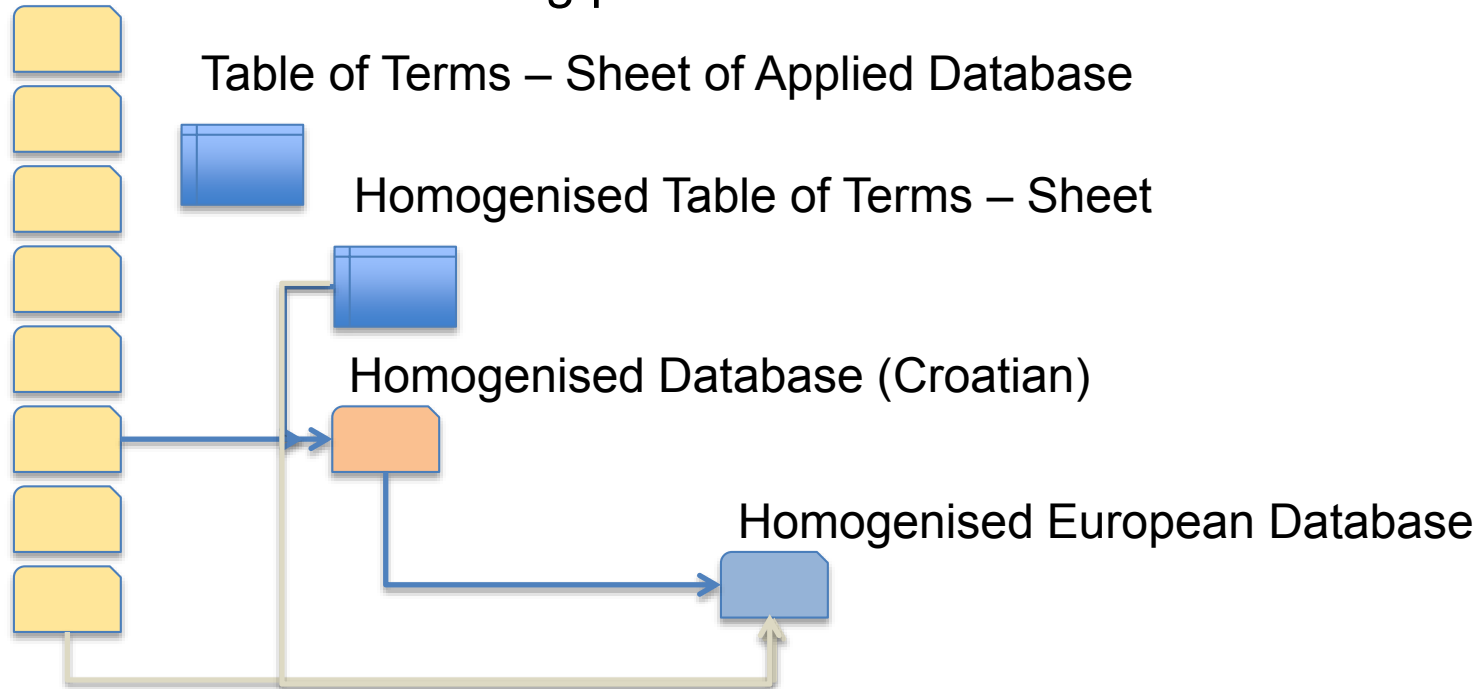 Table of Terms – Sheet of Applied Database
Homogenised Table of Terms – Sheet
Homogenised Database (Croatian)
Homogenised European Database